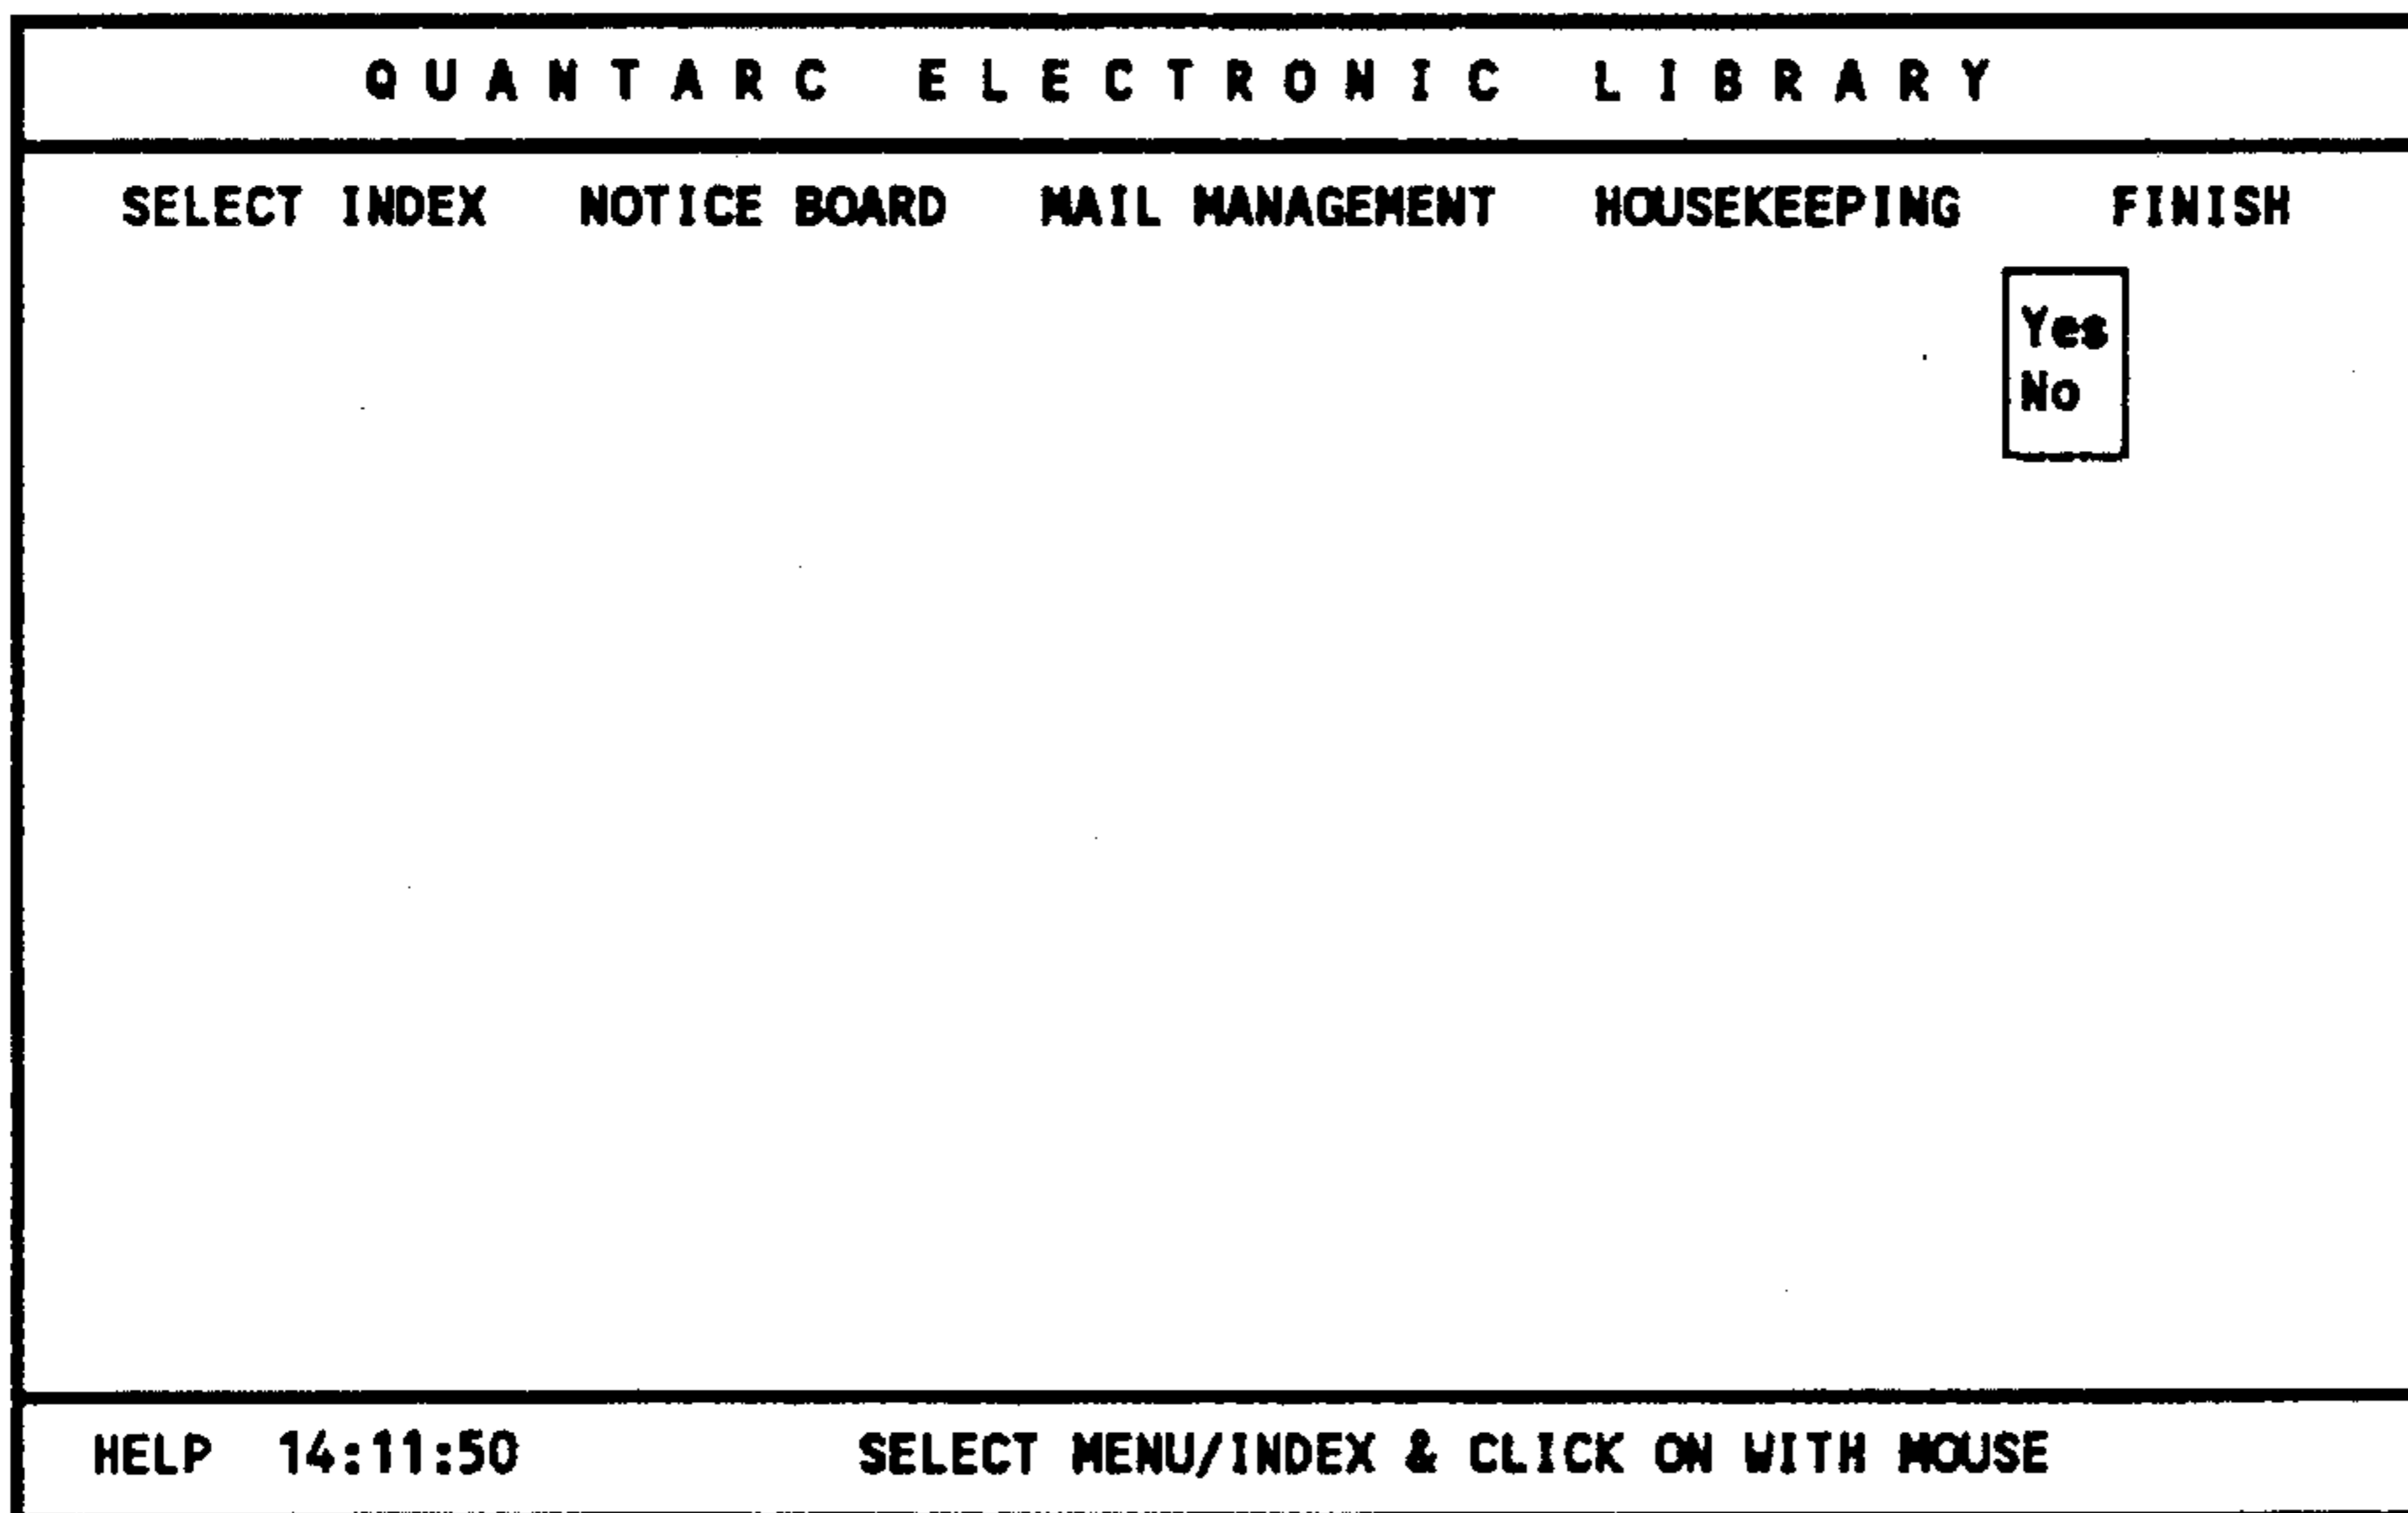 QUANTARC ELECTRONIC LIBRARY
SELECT INDEX NOTICE BOARD MAIL MANAGEMENT HOUSEKEEPING FINISH
Yes
No
HELP 14:11:50 SELECT MENU/INDEX & CLICK ON WITH MOUSE